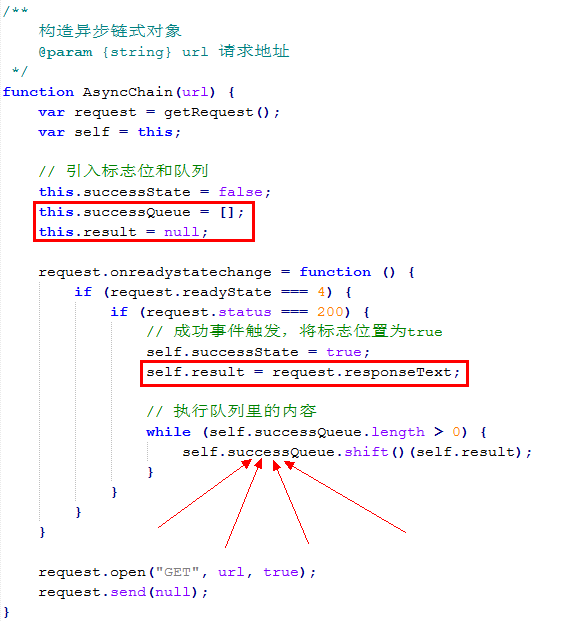 /**
    构造异步链式对象
    @param {string} url 请求地址
 */
function AsyncChain(url) {
    var request = getRequest();
    var self = this;
    // 引入标志位和队列
    this.successState = false;
    this.successQueue = [];
    this.result = null;
    request.onreadystatechange = function () {
        if (request.readyState === 4) {
            if (request.status === 200) {
                // 成功事件触发，将标志位置为true
                self.successState = true;
                self.result = request.responseText;
                // 执行队列里的内容
                while (self.successQueue.length > 0) {
                    self.successQueue.shift()(self.result);
                }
            }
        }
    }
    request.open("GET", url, true);
    request.send(null);
}